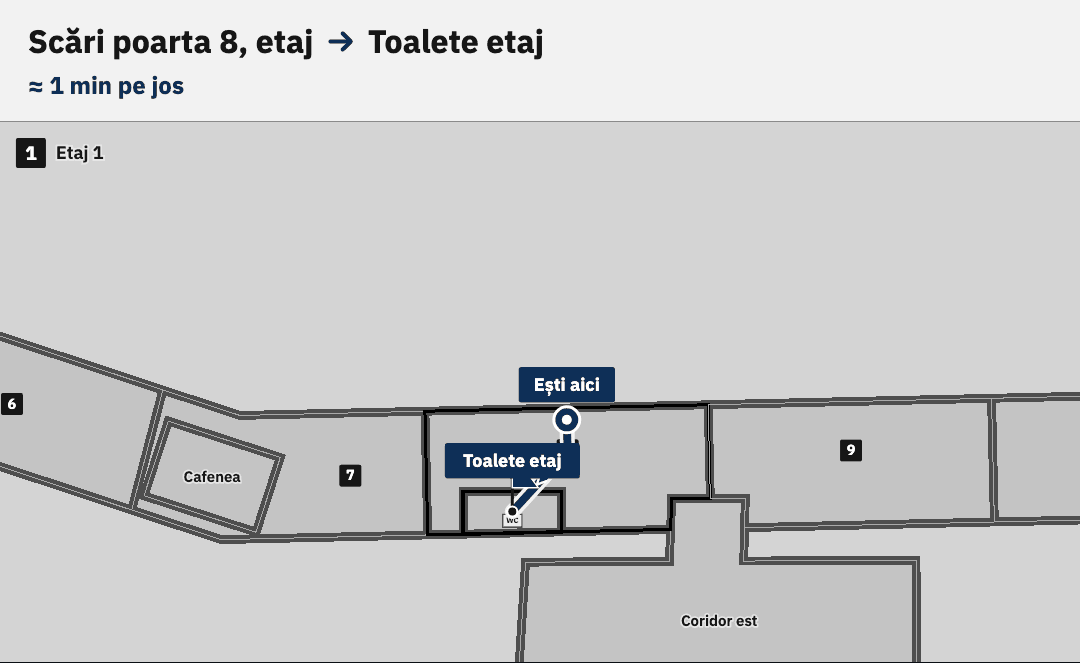 Scări poarta 8, etaj → Toalete etaj
≈ 1 min pe jos
1 Etaj 1
Ești aici
6
9
Toalete etaj
Cafenea
7
WC
Coridor est